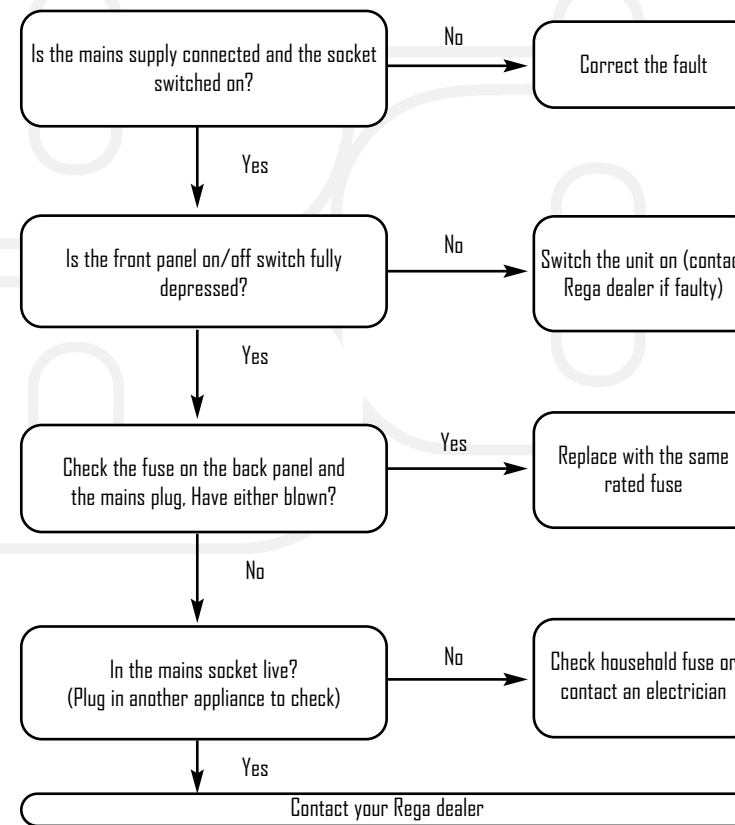 Is the mains supply connected and the socket
switched on?
No
Correct the fault
Yes
Is the front panel on/off switch fully
depressed?
No
Switch the unit on (contac
Rega dealer if faulty)
Yes
Check the fuse on the back panel and
the mains plug, Have either blown?
Yes
Replace with the same
rated fuse
No
In the mains socket live?
(Plug in another appliance to check)
No
Check household fuse or
contact an electrician
Yes
Contact your Rega dealer